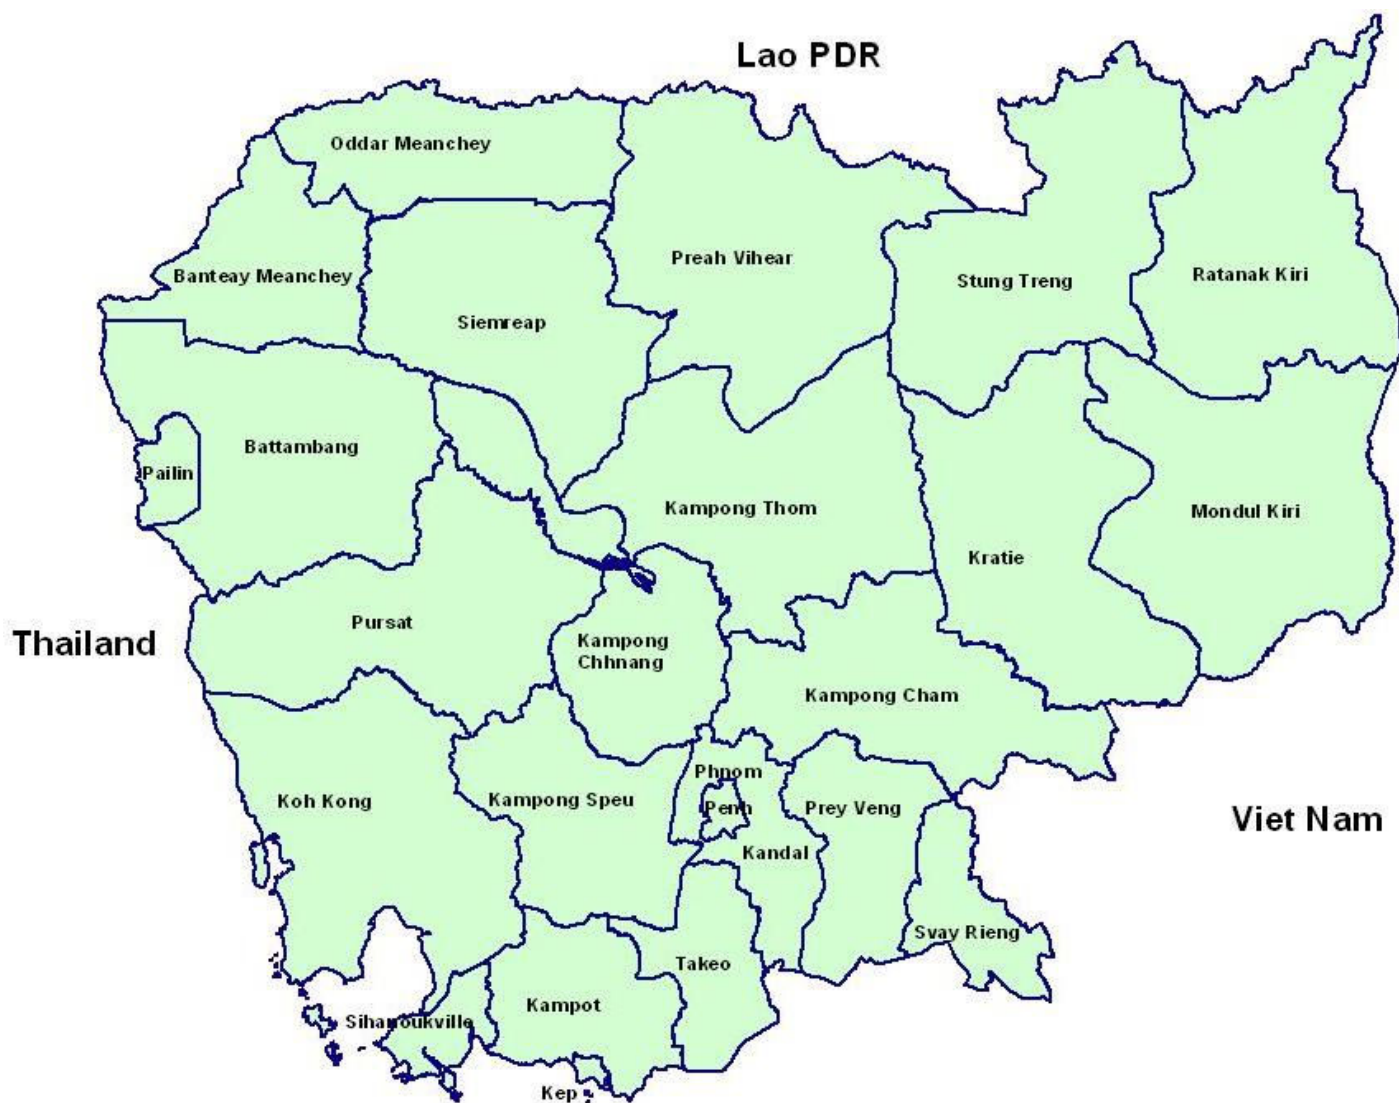 Lao PDR
Oddar Meanchey
Preah Vihear
Banteay Meanchey
Stung Treng
Ratanak Kiri
Siemreap
Battambang
Pailin
Kampong Thom
Mondul Kiri
Kratie
Pursat
Thailand
Kampong
Chhnang
Kampong Cham
Phnom
Penh
Koh Kong
Kampong Speu
Prey Veng
Viet Nam
Kandal
Svay Rieng
Takeo
Kampot
Sihanoukville
Kep